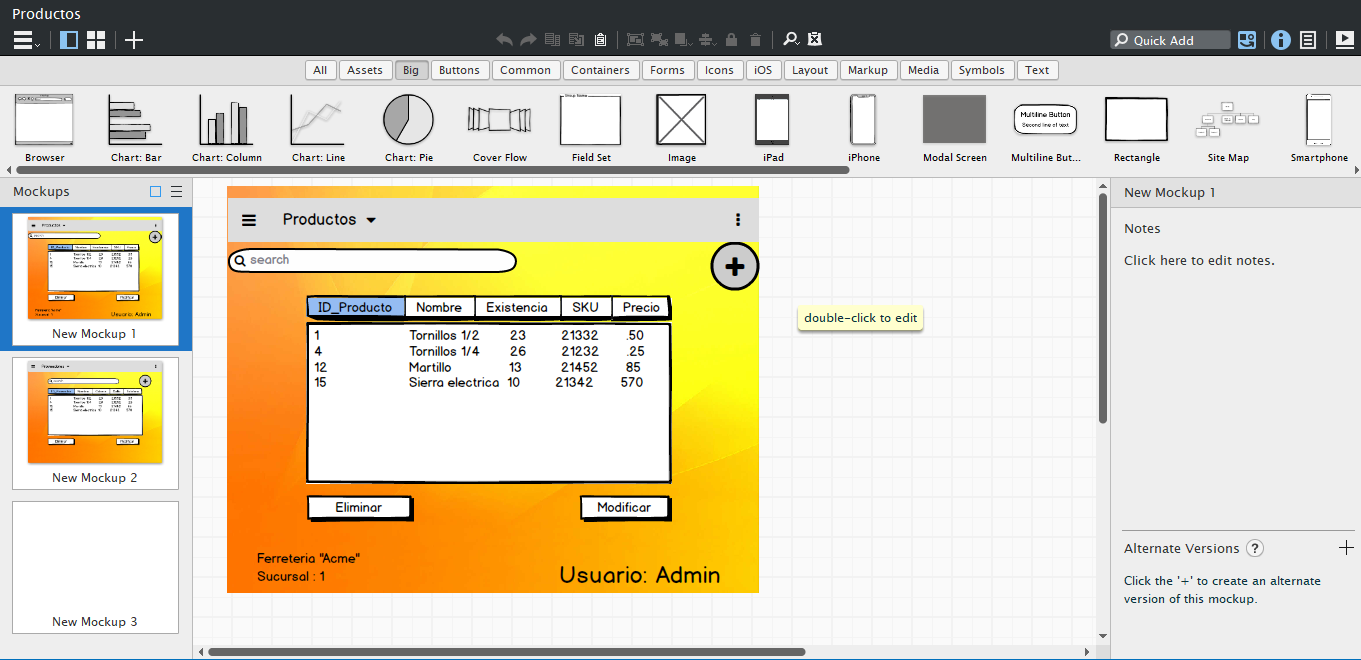 Productos
Quick Add
All Assets Big Buttons Common Containers Forms Icons iOS Layout Markup Media Symbols Text
Group Name
Multiline Button
Second line of text
Browser Chart: Bar Chart: Column Chart: Line Chart: Pie Cover Flow Field Set Image iPad iPhone Modal Screen Multiline But... Rectangle Site Map Smartphone
Mockups
New Mockup 1
New Mockup 2
New Mockup 3
Productos
search
ID_Producto Nombre Existencia SKU Precio
1 Tornillos 1/2 23 21332 .50
4 Tornillos 1/4 26 21232 .25
12 Martillo 13 21452 85
15 Sierra electrica 10 21342 570
Eliminar Modificar
Ferreteria "Acme"
Sucursal : 1
Usuario: Admin
double-click to edit
New Mockup 1
Notes
Click here to edit notes.
Alternate Versions ?
Click the '+' to create an alternate
version of this mockup.